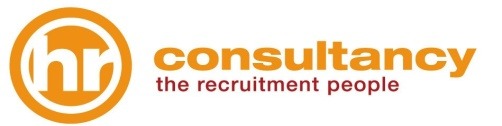 hr
consultancy
the recruitment people